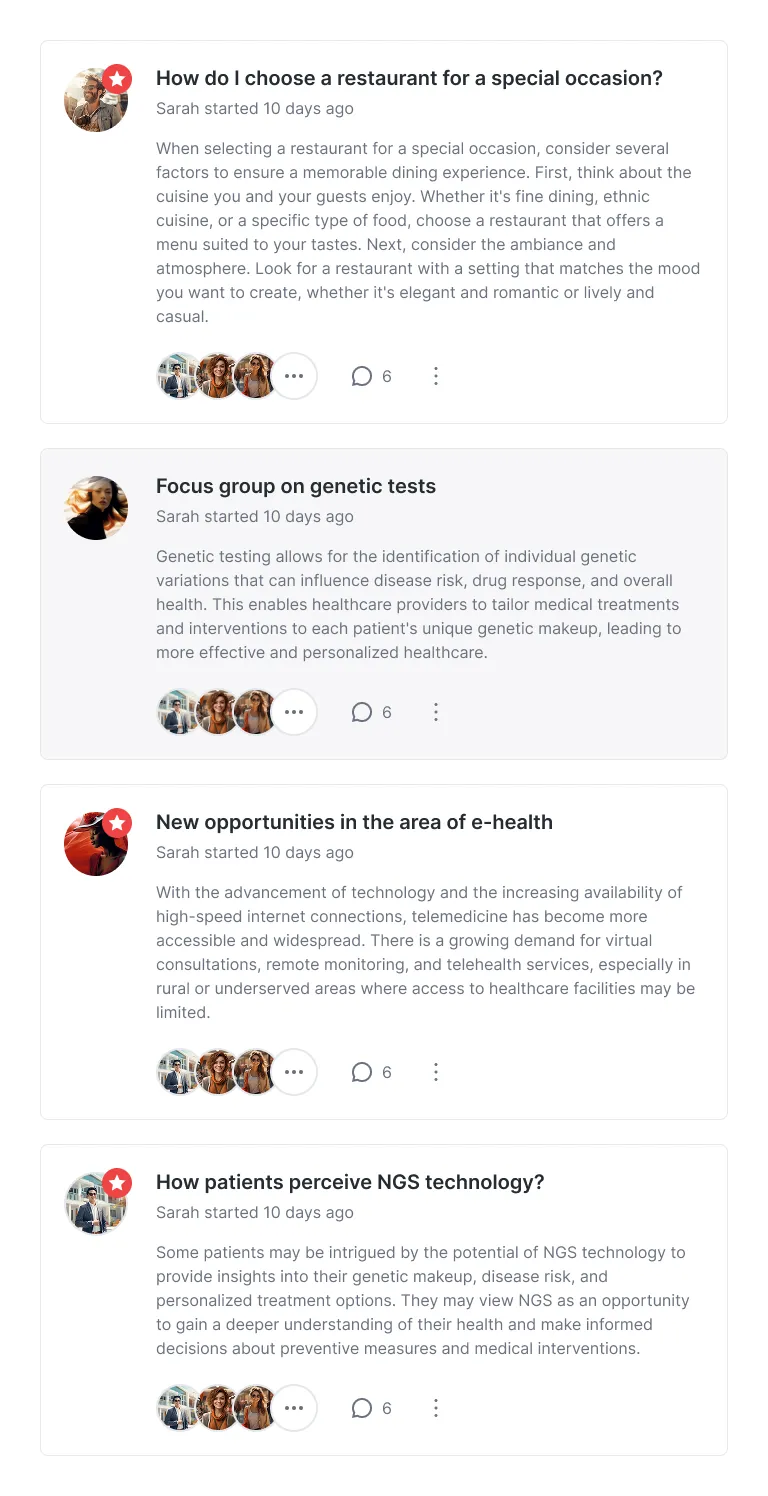 How do I choose a restaurant for a special occasion?
Sarah started 10 days ago
When selecting a restaurant for a special occasion, consider several
factors to ensure a memorable dining experience. First, think about the
cuisine you and your guests enjoy. Whether it's fine dining, ethnic
cuisine, or a specific type of food, choose a restaurant that offers a
menu suited to your tastes. Next, consider the ambiance and
atmosphere. Look for a restaurant with a setting that matches the mood
you want to create, whether it's elegant and romantic or lively and
casual.
6
Focus group on genetic tests
Sarah started 10 days ago
Genetic testing allows for the identification of individual genetic
variations that can influence disease risk, drug response, and overall
health. This enables healthcare providers to tailor medical treatments
and interventions to each patient's unique genetic makeup, leading to
more effective and personalized healthcare.
6
New opportunities in the area of e-health
Sarah started 10 days ago
With the advancement of technology and the increasing availability of
high-speed internet connections, telemedicine has become more
accessible and widespread. There is a growing demand for virtual
consultations, remote monitoring, and telehealth services, especially in
rural or underserved areas where access to healthcare facilities may be
limited.
6
How patients perceive NGS technology?
Sarah started 10 days ago
Some patients may be intrigued by the potential of NGS technology to
provide insights into their genetic makeup, disease risk, and
personalized treatment options. They may view NGS as an opportunity
to gain a deeper understanding of their health and make informed
decisions about preventive measures and medical interventions.
6